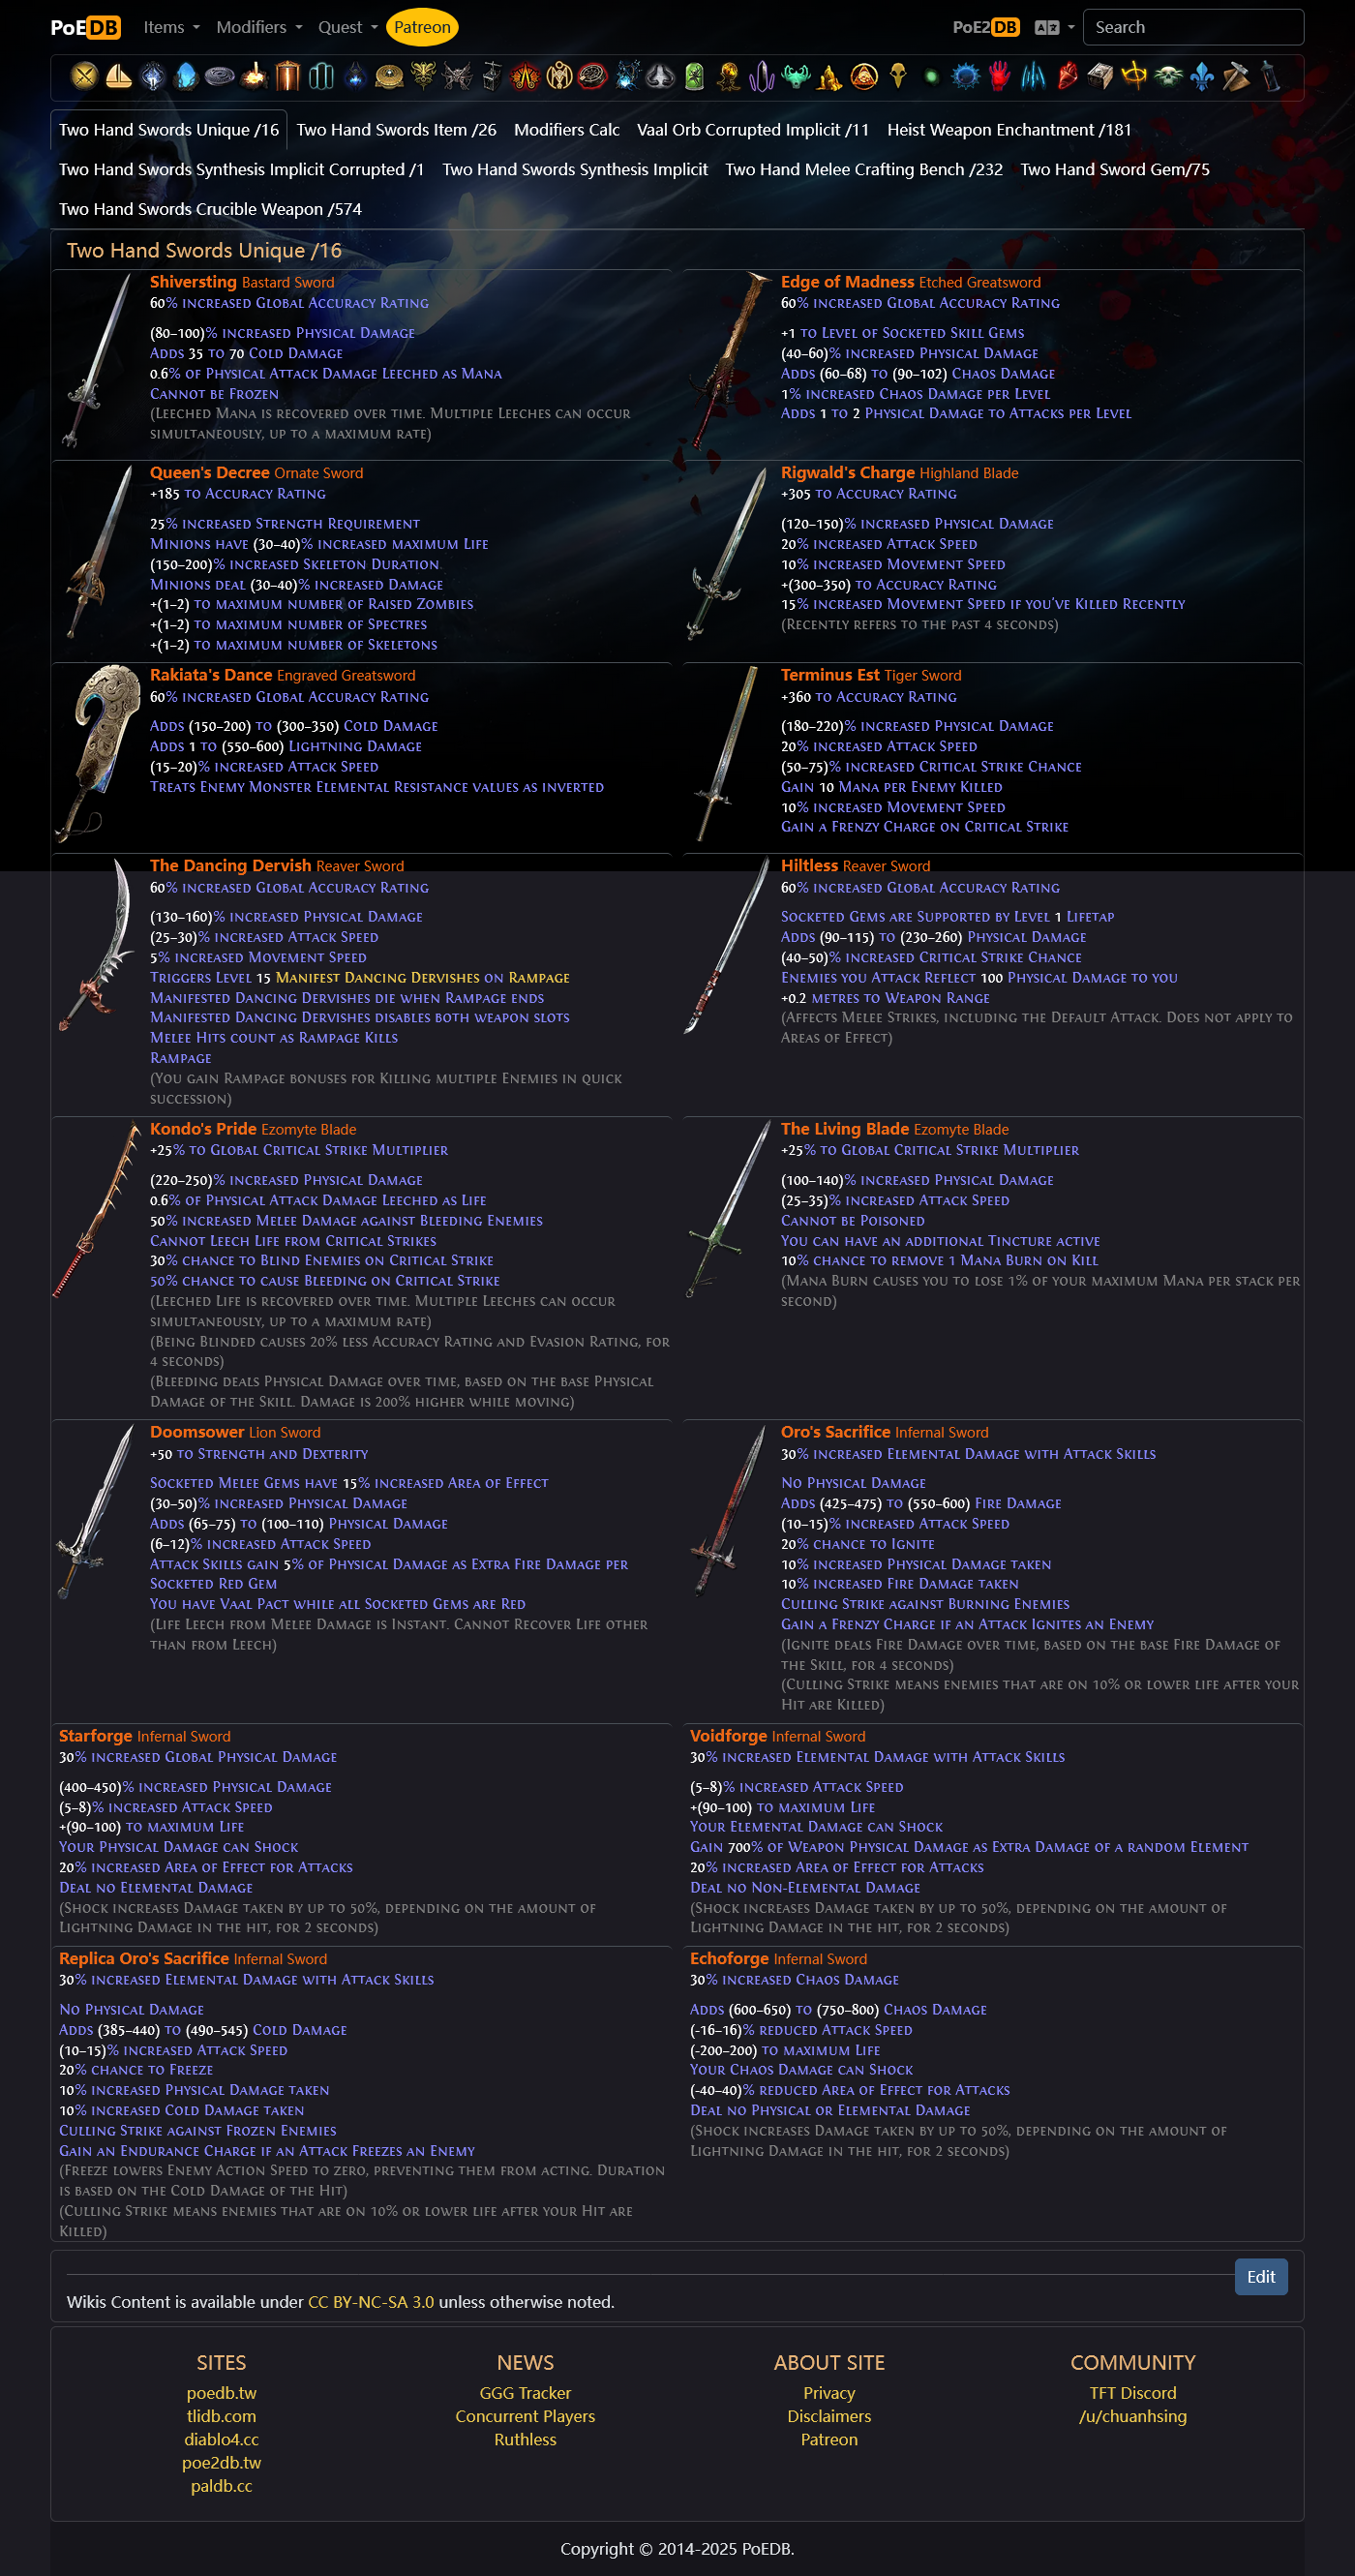 PoEDB Items Modifiers Quest Patreon PoE2DB Search
Two Hand Swords Unique /16 Two Hand Swords Item /26 Modifiers Calc Vaal Orb Corrupted Implicit /11 Heist Weapon Enchantment /181
Two Hand Swords Synthesis Implicit Corrupted /1 Two Hand Swords Synthesis Implicit Two Hand Melee Crafting Bench /232 Two Hand Sword Gem/75
Two Hand Swords Crucible Weapon /574
Two Hand Swords Unique /16
Shiversting Bastard Sword
60% increased Global Accuracy Rating
(80–100)% increased Physical Damage
Adds 35 to 70 Cold Damage
0.6% of Physical Attack Damage Leeched as Mana
Cannot be Frozen
(Leeched Mana is recovered over time. Multiple Leeches can occur
simultaneously, up to a maximum rate)
Edge of Madness Etched Greatsword
60% increased Global Accuracy Rating
+1 to Level of Socketed Skill Gems
(40–60)% increased Physical Damage
Adds (60–68) to (90–102) Chaos Damage
1% increased Chaos Damage per Level
Adds 1 to 2 Physical Damage to Attacks per Level
Queen's Decree Ornate Sword
+185 to Accuracy Rating
25% increased Strength Requirement
Minions have (30–40)% increased maximum Life
(150–200)% increased Skeleton Duration
Minions deal (30–40)% increased Damage
+(1–2) to maximum number of Raised Zombies
+(1–2) to maximum number of Spectres
+(1–2) to maximum number of Skeletons
Rigwald's Charge Highland Blade
+305 to Accuracy Rating
(120–150)% increased Physical Damage
20% increased Attack Speed
10% increased Movement Speed
+(300–350) to Accuracy Rating
15% increased Movement Speed if you've Killed Recently
(Recently refers to the past 4 seconds)
Rakiata's Dance Engraved Greatsword
60% increased Global Accuracy Rating
Adds (150–200) to (300–350) Cold Damage
Adds 1 to (550–600) Lightning Damage
(15–20)% increased Attack Speed
Treats Enemy Monster Elemental Resistance values as inverted
Terminus Est Tiger Sword
+360 to Accuracy Rating
(180–220)% increased Physical Damage
20% increased Attack Speed
(50–75)% increased Critical Strike Chance
Gain 10 Mana per Enemy Killed
10% increased Movement Speed
Gain a Frenzy Charge on Critical Strike
The Dancing Dervish Reaver Sword
60% increased Global Accuracy Rating
(130–160)% increased Physical Damage
(25–30)% increased Attack Speed
5% increased Movement Speed
Triggers Level 15 Manifest Dancing Dervishes on Rampage
Manifested Dancing Dervishes die when Rampage ends
Manifested Dancing Dervishes disables both weapon slots
Melee Hits count as Rampage Kills
Rampage
(You gain Rampage bonuses for Killing multiple Enemies in quick
succession)
Hiltless Reaver Sword
60% increased Global Accuracy Rating
Socketed Gems are Supported by Level 1 Lifetap
Adds (90–115) to (230–260) Physical Damage
(40–50)% increased Critical Strike Chance
Enemies you Attack Reflect 100 Physical Damage to you
+0.2 metres to Weapon Range
(Affects Melee Strikes, including the Default Attack. Does not apply to
Areas of Effect)
Kondo's Pride Ezomyte Blade
+25% to Global Critical Strike Multiplier
(220–250)% increased Physical Damage
0.6% of Physical Attack Damage Leeched as Life
50% increased Melee Damage against Bleeding Enemies
Cannot Leech Life from Critical Strikes
30% chance to Blind Enemies on Critical Strike
50% chance to cause Bleeding on Critical Strike
(Leeched Life is recovered over time. Multiple Leeches can occur
simultaneously, up to a maximum rate)
(Being Blinded causes 20% less Accuracy Rating and Evasion Rating, for
4 seconds)
(Bleeding deals Physical Damage over time, based on the base Physical
Damage of the Skill. Damage is 200% higher while moving)
The Living Blade Ezomyte Blade
+25% to Global Critical Strike Multiplier
(100–140)% increased Physical Damage
(25–35)% increased Attack Speed
Cannot be Poisoned
You can have an additional Tincture active
10% chance to remove 1 Mana Burn on Kill
(Mana Burn causes you to lose 1% of your maximum Mana per stack per
second)
Doomsower Lion Sword
+50 to Strength and Dexterity
Socketed Melee Gems have 15% increased Area of Effect
(30–50)% increased Physical Damage
Adds (65–75) to (100–110) Physical Damage
(6–12)% increased Attack Speed
Attack Skills gain 5% of Physical Damage as Extra Fire Damage per
Socketed Red Gem
You have Vaal Pact while all Socketed Gems are Red
(Life Leech from Melee Damage is Instant. Cannot Recover Life other
than from Leech)
Oro's Sacrifice Infernal Sword
30% increased Elemental Damage with Attack Skills
No Physical Damage
Adds (425–475) to (550–600) Fire Damage
(10–15)% increased Attack Speed
20% chance to Ignite
10% increased Physical Damage taken
10% increased Fire Damage taken
Culling Strike against Burning Enemies
Gain a Frenzy Charge if an Attack Ignites an Enemy
(Ignite deals Fire Damage over time, based on the base Fire Damage of
the Skill, for 4 seconds)
(Culling Strike means enemies that are on 10% or lower life after your
Hit are Killed)
Starforge Infernal Sword
30% increased Global Physical Damage
(400–450)% increased Physical Damage
(5–8)% increased Attack Speed
+(90–100) to maximum Life
Your Physical Damage can Shock
20% increased Area of Effect for Attacks
Deal no Elemental Damage
(Shock increases Damage taken by up to 50%, depending on the amount of
Lightning Damage in the hit, for 2 seconds)
Voidforge Infernal Sword
30% increased Elemental Damage with Attack Skills
(5–8)% increased Attack Speed
+(90–100) to maximum Life
Your Elemental Damage can Shock
Gain 700% of Weapon Physical Damage as Extra Damage of a random Element
20% increased Area of Effect for Attacks
Deal no Non-Elemental Damage
(Shock increases Damage taken by up to 50%, depending on the amount of
Lightning Damage in the hit, for 2 seconds)
Replica Oro's Sacrifice Infernal Sword
30% increased Elemental Damage with Attack Skills
No Physical Damage
Adds (385–440) to (490–545) Cold Damage
(10–15)% increased Attack Speed
20% chance to Freeze
10% increased Physical Damage taken
10% increased Cold Damage taken
Culling Strike against Frozen Enemies
Gain an Endurance Charge if an Attack Freezes an Enemy
(Freeze lowers Enemy Action Speed to zero, preventing them from acting. Duration
is based on the Cold Damage of the Hit)
(Culling Strike means enemies that are on 10% or lower life after your Hit are
Killed)
Echoforge Infernal Sword
30% increased Chaos Damage
Adds (600–650) to (750–800) Chaos Damage
(-16–16)% reduced Attack Speed
(-200–200) to maximum Life
Your Chaos Damage can Shock
(-40–40)% reduced Area of Effect for Attacks
Deal no Physical or Elemental Damage
(Shock increases Damage taken by up to 50%, depending on the amount of
Lightning Damage in the hit, for 2 seconds)
Edit
Wikis Content is available under CC BY-NC-SA 3.0 unless otherwise noted.
SITES
poedb.tw
tlidb.com
diablo4.cc
poe2db.tw
paldb.cc
NEWS
GGG Tracker
Concurrent Players
Ruthless
ABOUT SITE
Privacy
Disclaimers
Patreon
COMMUNITY
TFT Discord
/u/chuanhsing
Copyright © 2014-2025 PoEDB.